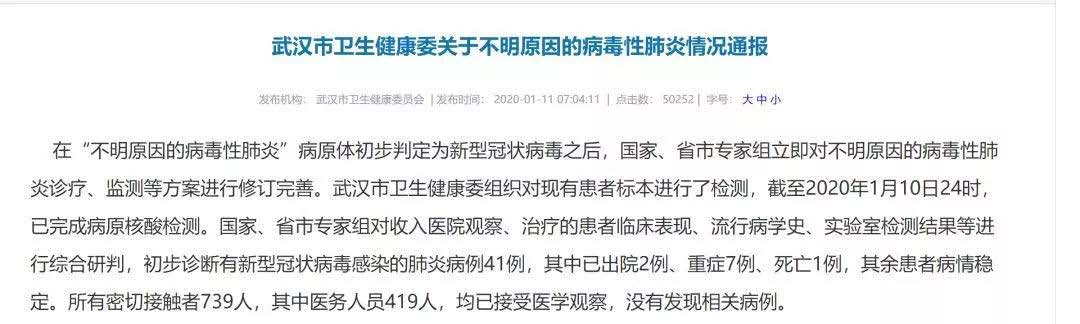 武汉市卫生健康委关于不明原因的病毒性肺炎情况通报
发布机构： 武汉市卫生健康委员会 | 发布时间： 2020-01-11 07:04:11 | 点击数： 50252 | 字号： 大 中 小
在“不明原因的病毒性肺炎”病原体初步判定为新型冠状病毒之后，国家、省市专家组立即对不明原因的病毒性肺
炎诊疗、监测等方案进行修订完善。武汉市卫生健康委组织对现有患者标本进行了检测，截至2020年1月10日24时，
已完成病原核酸检测。国家、省市专家组对收入医院观察、治疗的患者临床表现、流行病学史、实验室检测结果等进
行综合研判，初步诊断有新型冠状病毒感染的肺炎病例41例，其中已出院2例、重症7例、死亡1例，其余患者病情稳
定。所有密切接触者739人，其中医务人员419人，均已接受医学观察，没有发现相关病例。